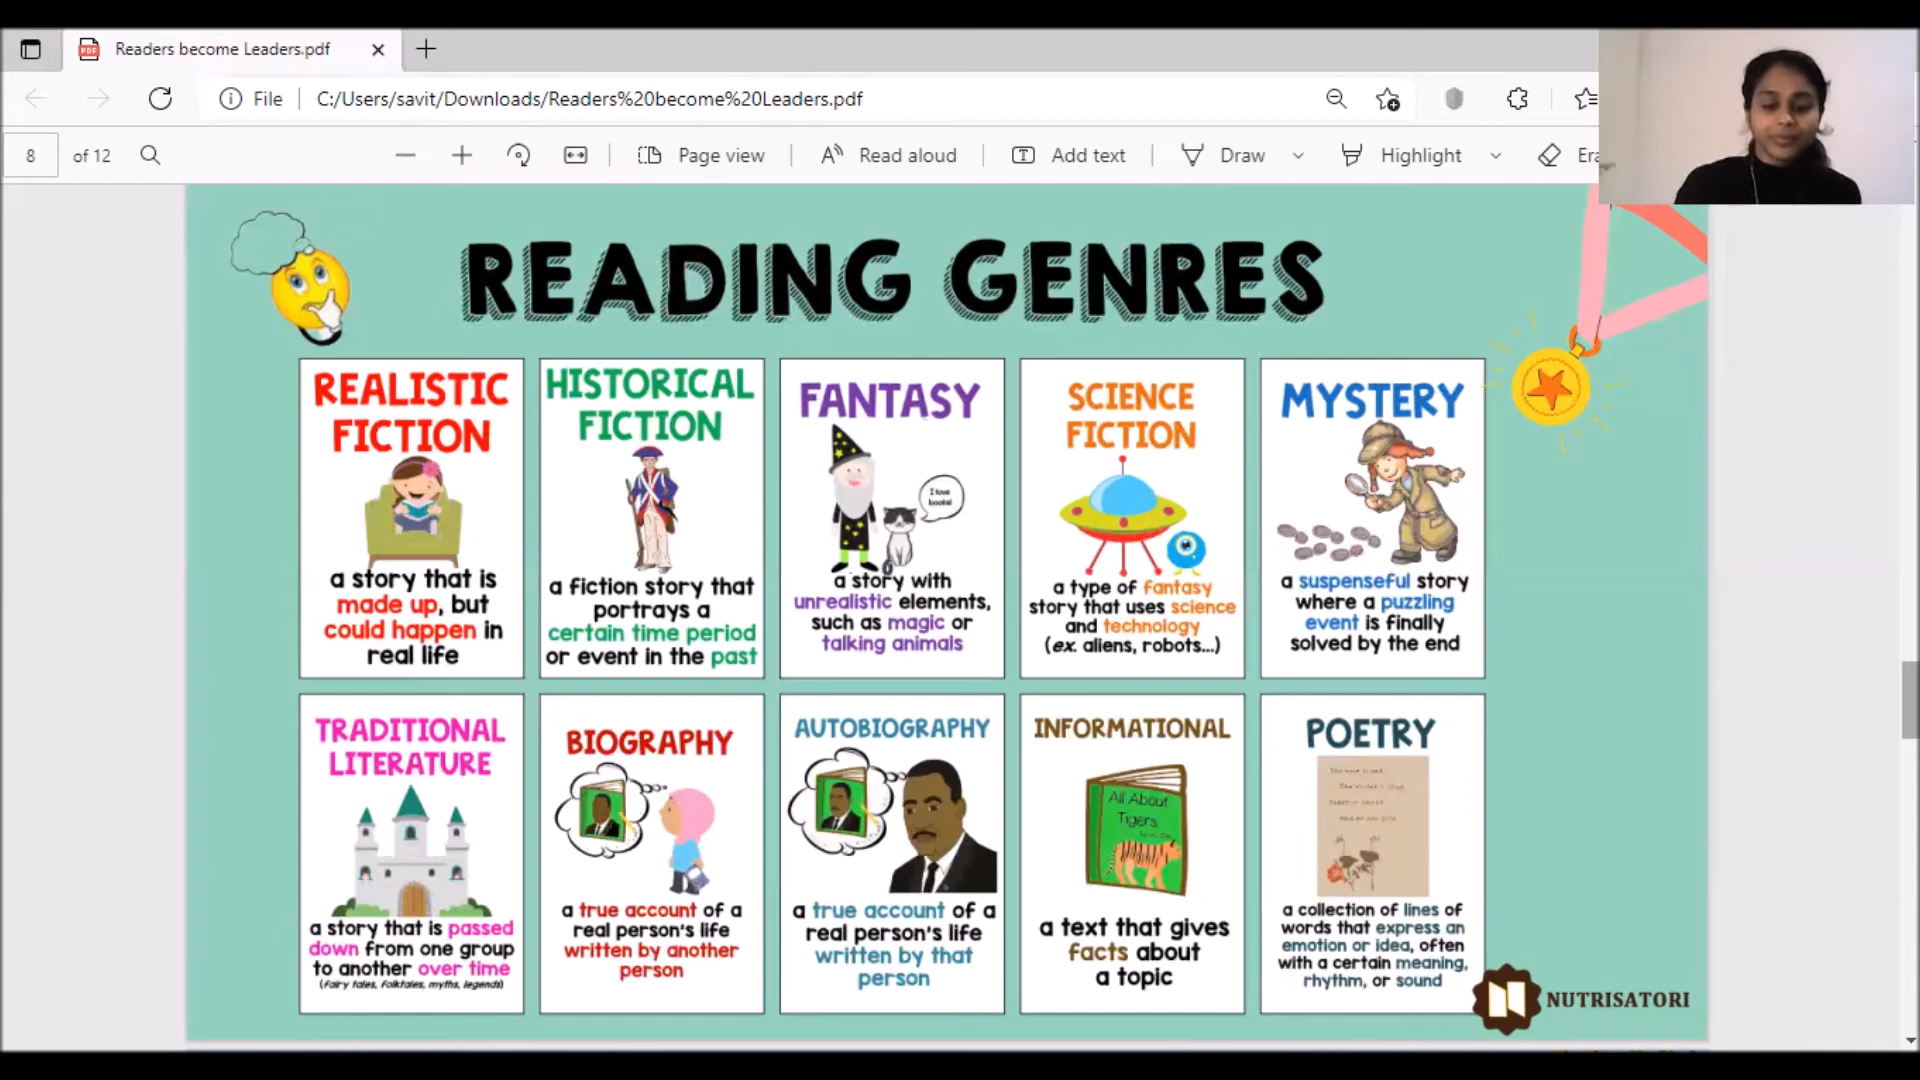 Readers become Leaders.pdf
File
C:/Users/savit/Downloads/Readers%20become%20Leaders.pdf
8
of 12
Page view
Read aloud
Add text
Draw
Highlight
READING GENRES
REALISTIC
FICTION
a story that is
made up, but
could happen in
real life
HISTORICAL
FICTION
a fiction story that
portrays a
certain time period
or event in the past
FANTASY
I love
books!
a story with
unrealistic elements,
such as magic or
talking animals
SCIENCE
FICTION
a type of fantasy
story that uses science
and technology
(ex. aliens, robots...)
MYSTERY
a suspenseful story
where a puzzling
event is finally
solved by the end
TRADITIONAL
LITERATURE
a story that is passed
down from one group
to another over time
(fairy tales, folktales, myths, legends)
BIOGRAPHY
a true account of a
real person's life
written by another
person
AUTOBIOGRAPHY
a true account of a
real person's life
written by that
person
INFORMATIONAL
All About
Tigers
a text that gives
facts about
a topic
POETRY
a collection of lines of
words that express an
emotion or idea, often
with a certain meaning,
rhythm, or sound
NUTRISATORI